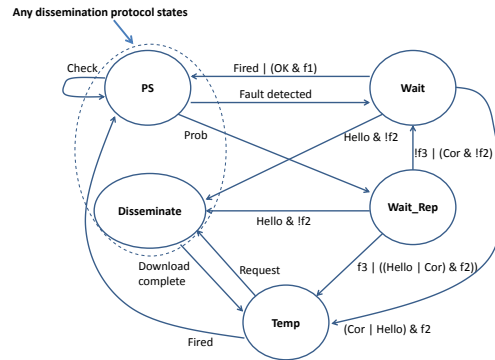 Any dissemination protocol states
Check
PS
Fired | (OK & f1)
Fault detected
Wait
Prob
Hello & !f2
!f3 | (Cor & !f2)
Disseminate
Hello & !f2
Wait_Rep
Download
complete
Request
f3 | ((Hello | Cor) & f2))
Temp
(Cor | Hello) & f2
Fired